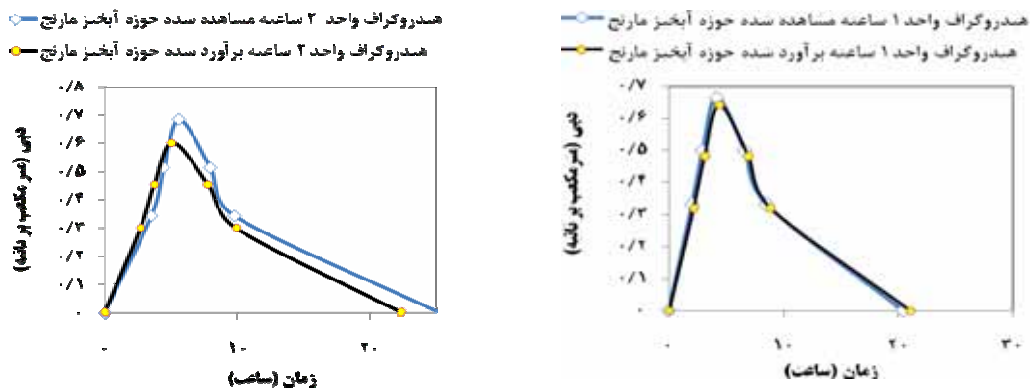 هیدروگراف واحد ۱ ساعته مشاهده شده حوزه آبخیز مارنج
هیدروگراف واحد ۱ ساعته برآورد شده حوزه آبخیز مارنج
۰/۷
۰/۶
۰/۵
۰/۴
۰/۳
۰/۲
۰/۱
۰
دبی (متر مکعب بر ثانیه)
۰ ۱۰ ۲۰ ۳۰
زمان (ساعت)
هیدروگراف واحد ۲ ساعته مشاهده شده حوزه آبخیز مارنج
هیدروگراف واحد ۲ ساعته برآورد شده حوزه آبخیز مارنج
۰/۸
۰/۷
۰/۶
۰/۵
۰/۴
۰/۳
۰/۲
۰/۱
۰
دبی (متر مکعب بر ثانیه)
۰ ۱۰ ۲۰
زمان (ساعت)